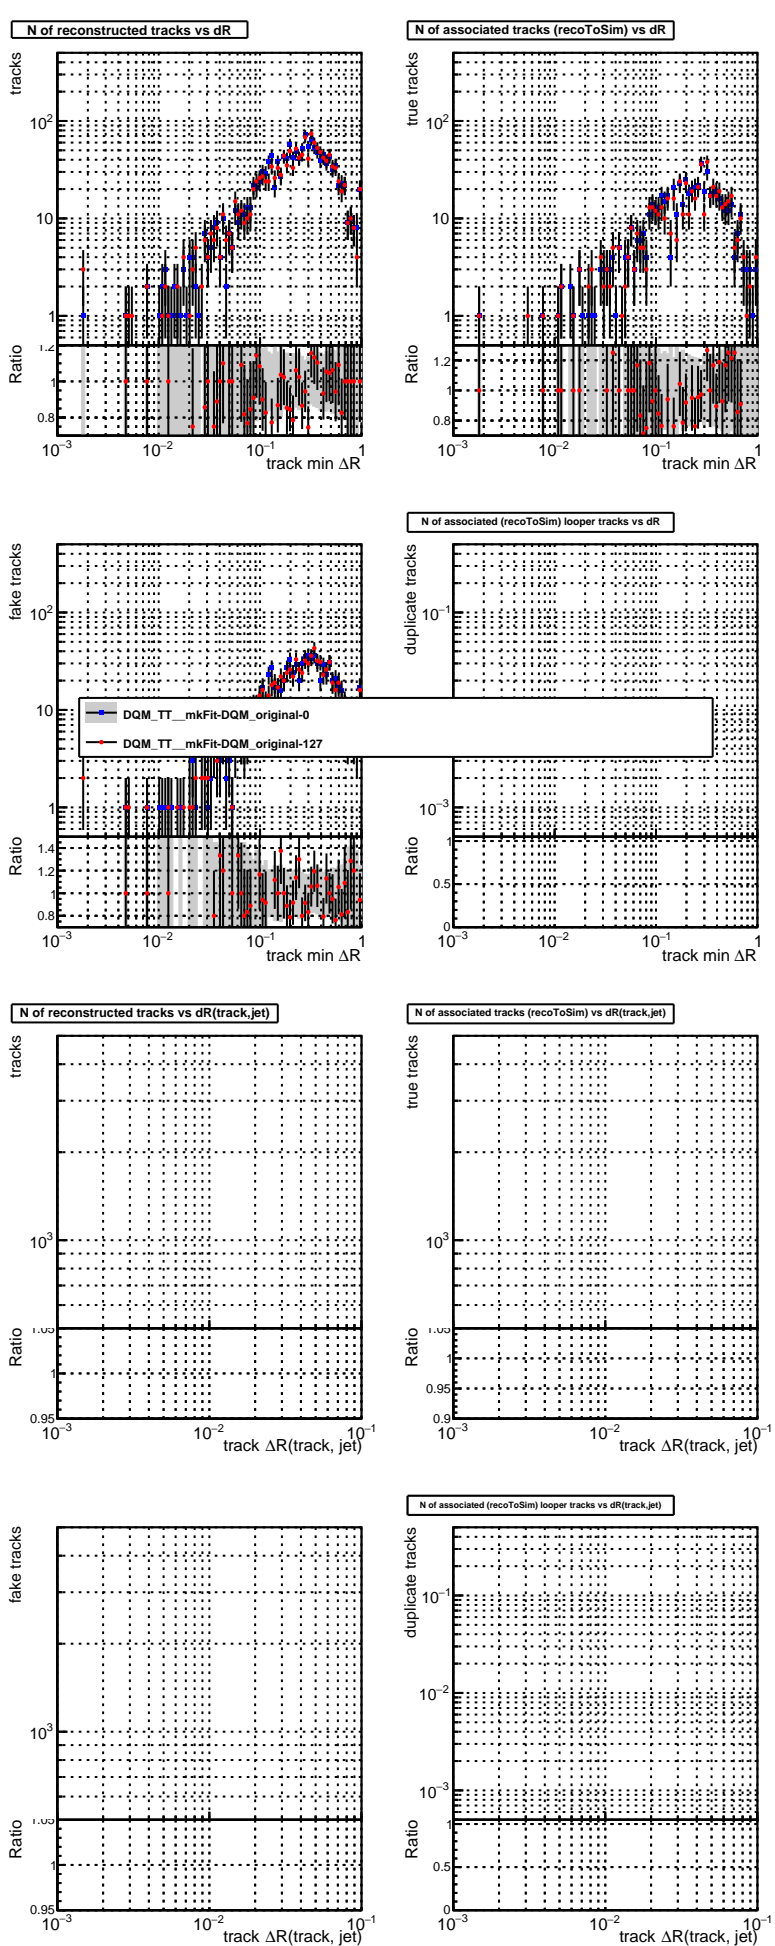 N of reconstructed tracks vs dR
tracks
10²
10
1
Ratio
1.2
1
0.8
10⁻³
10⁻²
10⁻¹
1
track min ΔR
N of associated tracks (recoToSim) vs dR
true tracks
10²
10
1
Ratio
1.2
1
0.8
10⁻³
10⁻²
10⁻¹
1
track min ΔR
fake tracks
10²
10
1
Ratio
1.4
1.2
1
0.8
10⁻³
10⁻²
10⁻¹
1
track min ΔR
N of associated (recoToSim) looper tracks vs dR
duplicate tracks
10⁻¹
10⁻³
Ratio
1
0.5
0
10⁻³
10⁻²
10⁻¹
1
track min ΔR
DQM_TT__mkFit-DQM_original-0
DQM_TT__mkFit-DQM_original-127
N of reconstructed tracks vs dR(track,jet)
tracks
10³
Ratio
1.05
1
0.95
10⁻³
10⁻²
10⁻¹
track ΔR(track, jet)
N of associated tracks (recoToSim) vs dR(track,jet)
true tracks
10³
Ratio
1.05
1
0.95
0.9
10⁻³
10⁻²
10⁻¹
track ΔR(track, jet)
fake tracks
10³
Ratio
1.05
1
0.95
10⁻³
10⁻²
10⁻¹
track ΔR(track, jet)
N of associated (recoToSim) looper tracks vs dR(track,jet)
duplicate tracks
10⁻¹
10⁻²
10⁻³
Ratio
1
0.5
0
10⁻³
10⁻²
10⁻¹
track ΔR(track, jet)